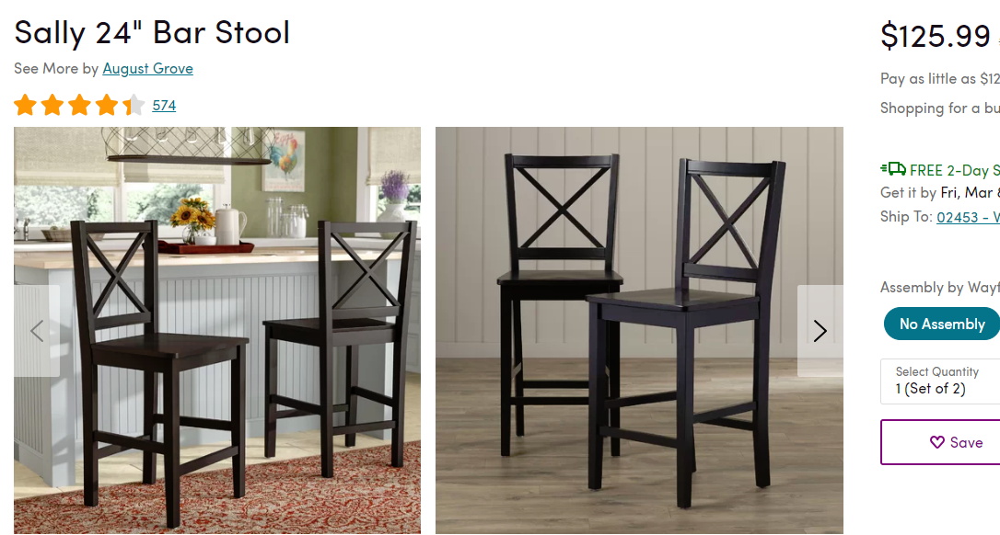 Sally 24" Bar Stool
See More by August Grove
574
$125.99
Pay as little as $12
Shopping for a bu
FREE 2-Day S
Get it by Fri, Mar 8
Ship To: 02453 - W
Assembly by Wayf
No Assembly
Select Quantity
1 (Set of 2)
Save